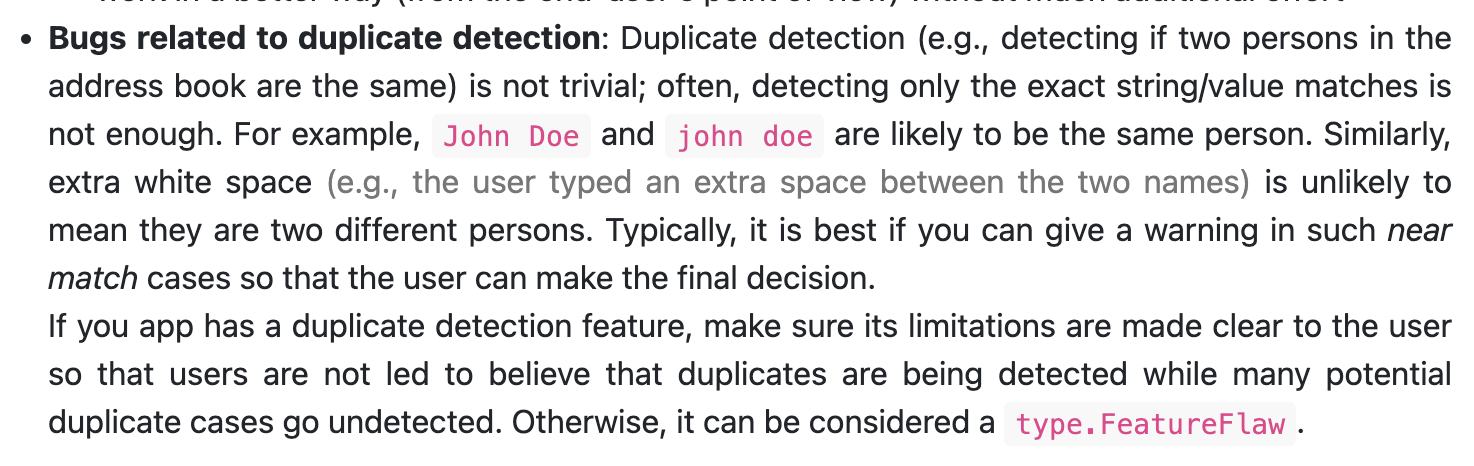 • Bugs related to duplicate detection: Duplicate detection (e.g., detecting if two persons in the
address book are the same) is not trivial; often, detecting only the exact string/value matches is
not enough. For example, John Doe and john doe are likely to be the same person. Similarly,
extra white space (e.g., the user typed an extra space between the two names) is unlikely to
mean they are two different persons. Typically, it is best if you can give a warning in such near
match cases so that the user can make the final decision.
If you app has a duplicate detection feature, make sure its limitations are made clear to the user
so that users are not led to believe that duplicates are being detected while many potential
duplicate cases go undetected. Otherwise, it can be considered a type.FeatureFlaw.